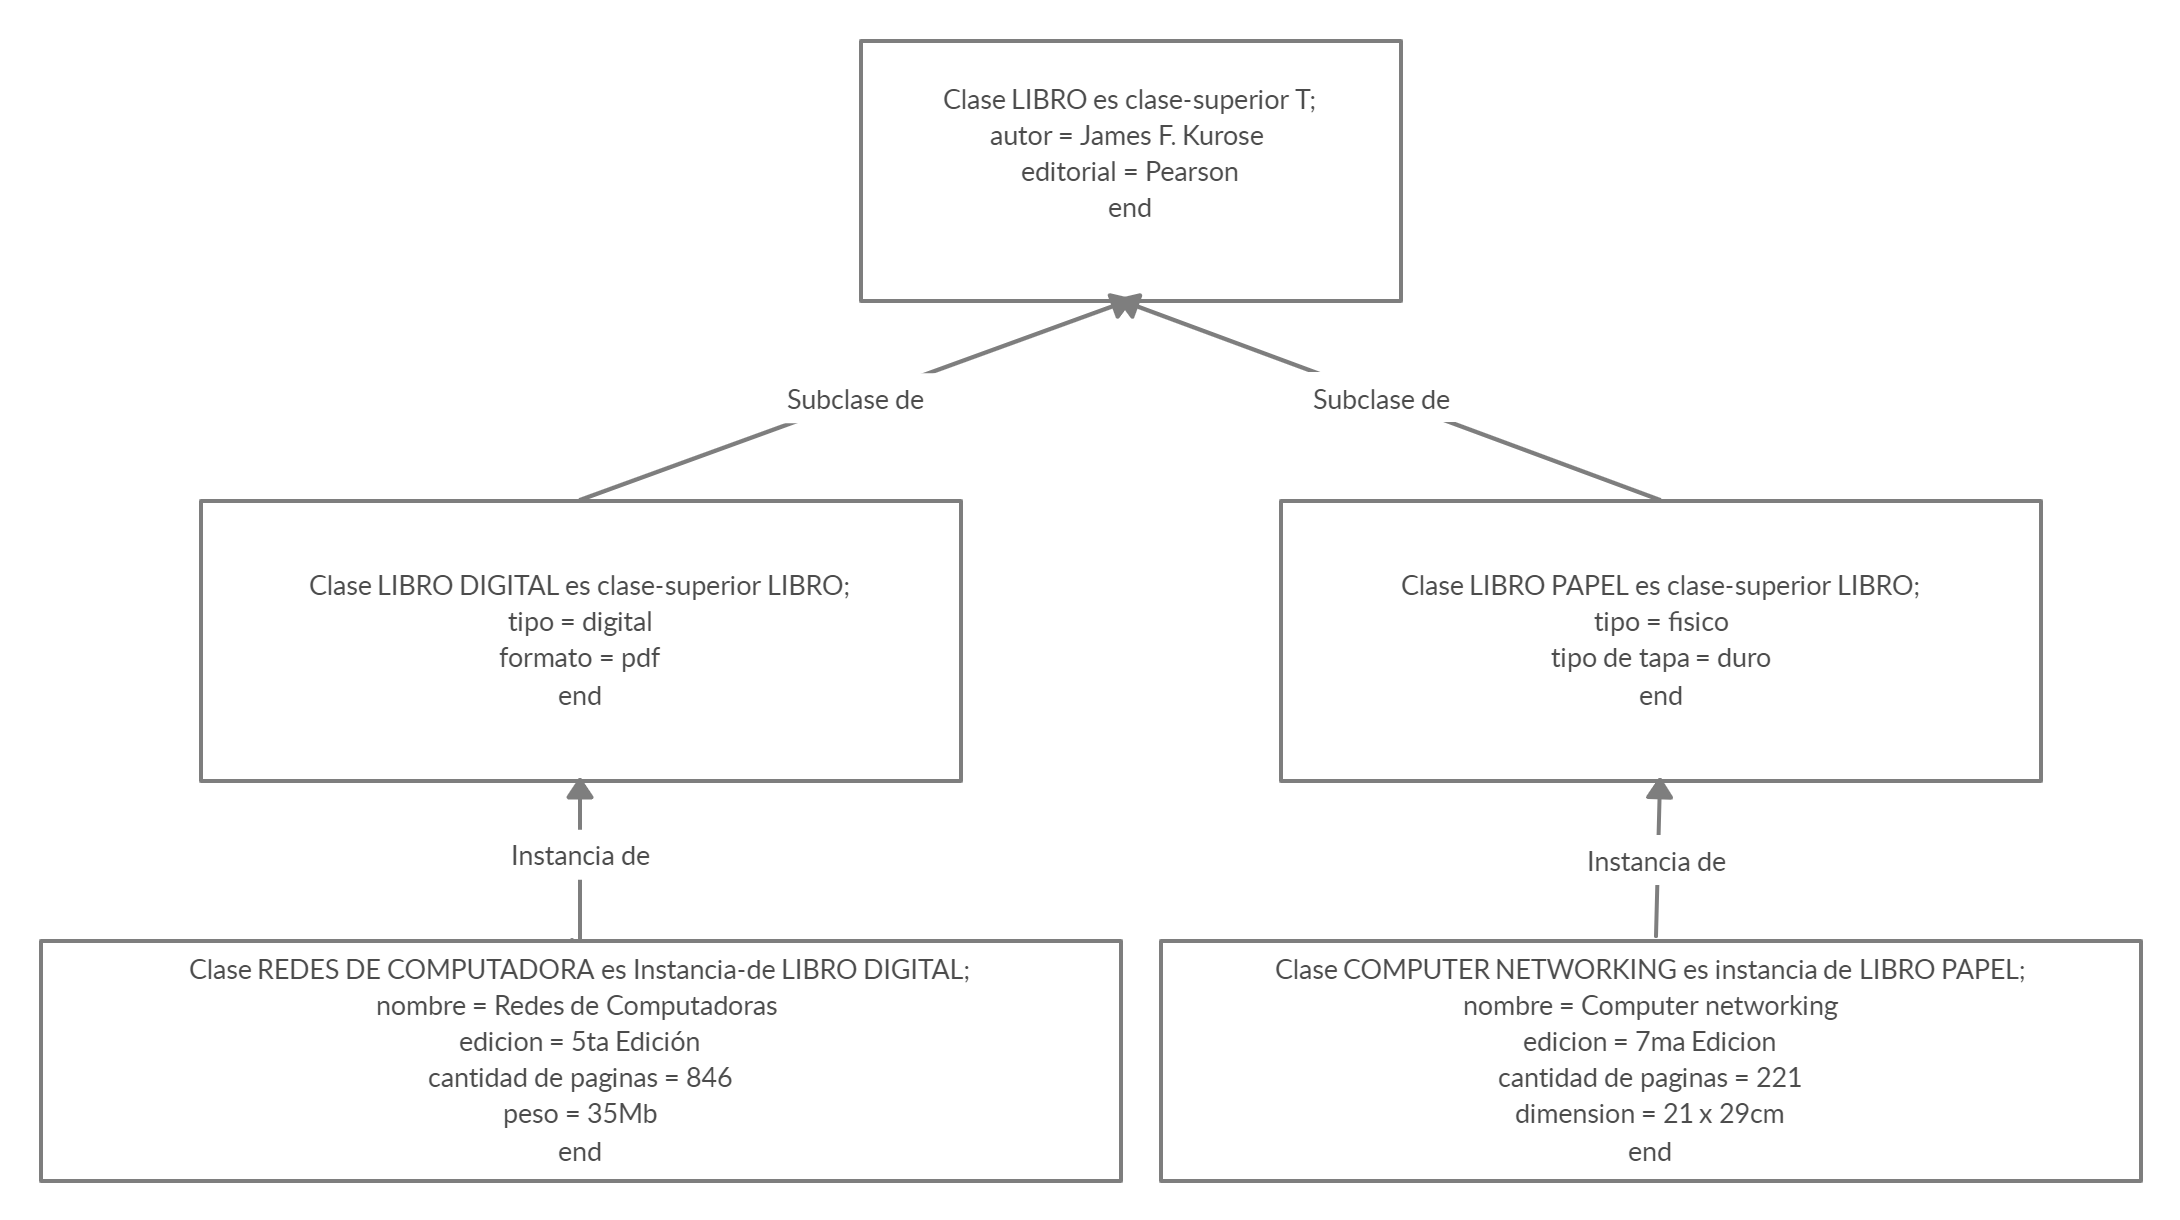 Clase LIBRO es clase-superior T;
autor = James F. Kurose
editorial = Pearson
end
Subclase de
Subclase de
Clase LIBRO DIGITAL es clase-superior LIBRO;
tipo = digital
formato = pdf
end
Clase LIBRO PAPEL es clase-superior LIBRO;
tipo = fisico
tipo de tapa = duro
end
Instancia de
Instancia de
Clase REDES DE COMPUTADORA es Instancia-de LIBRO DIGITAL;
nombre = Redes de Computadoras
edicion = 5ta Edición
cantidad de paginas = 846
peso = 35Mb
end
Clase COMPUTER NETWORKING es instancia de LIBRO PAPEL;
nombre = Computer networking
edicion = 7ma Edicion
cantidad de paginas = 221
dimension = 21 x 29cm
end